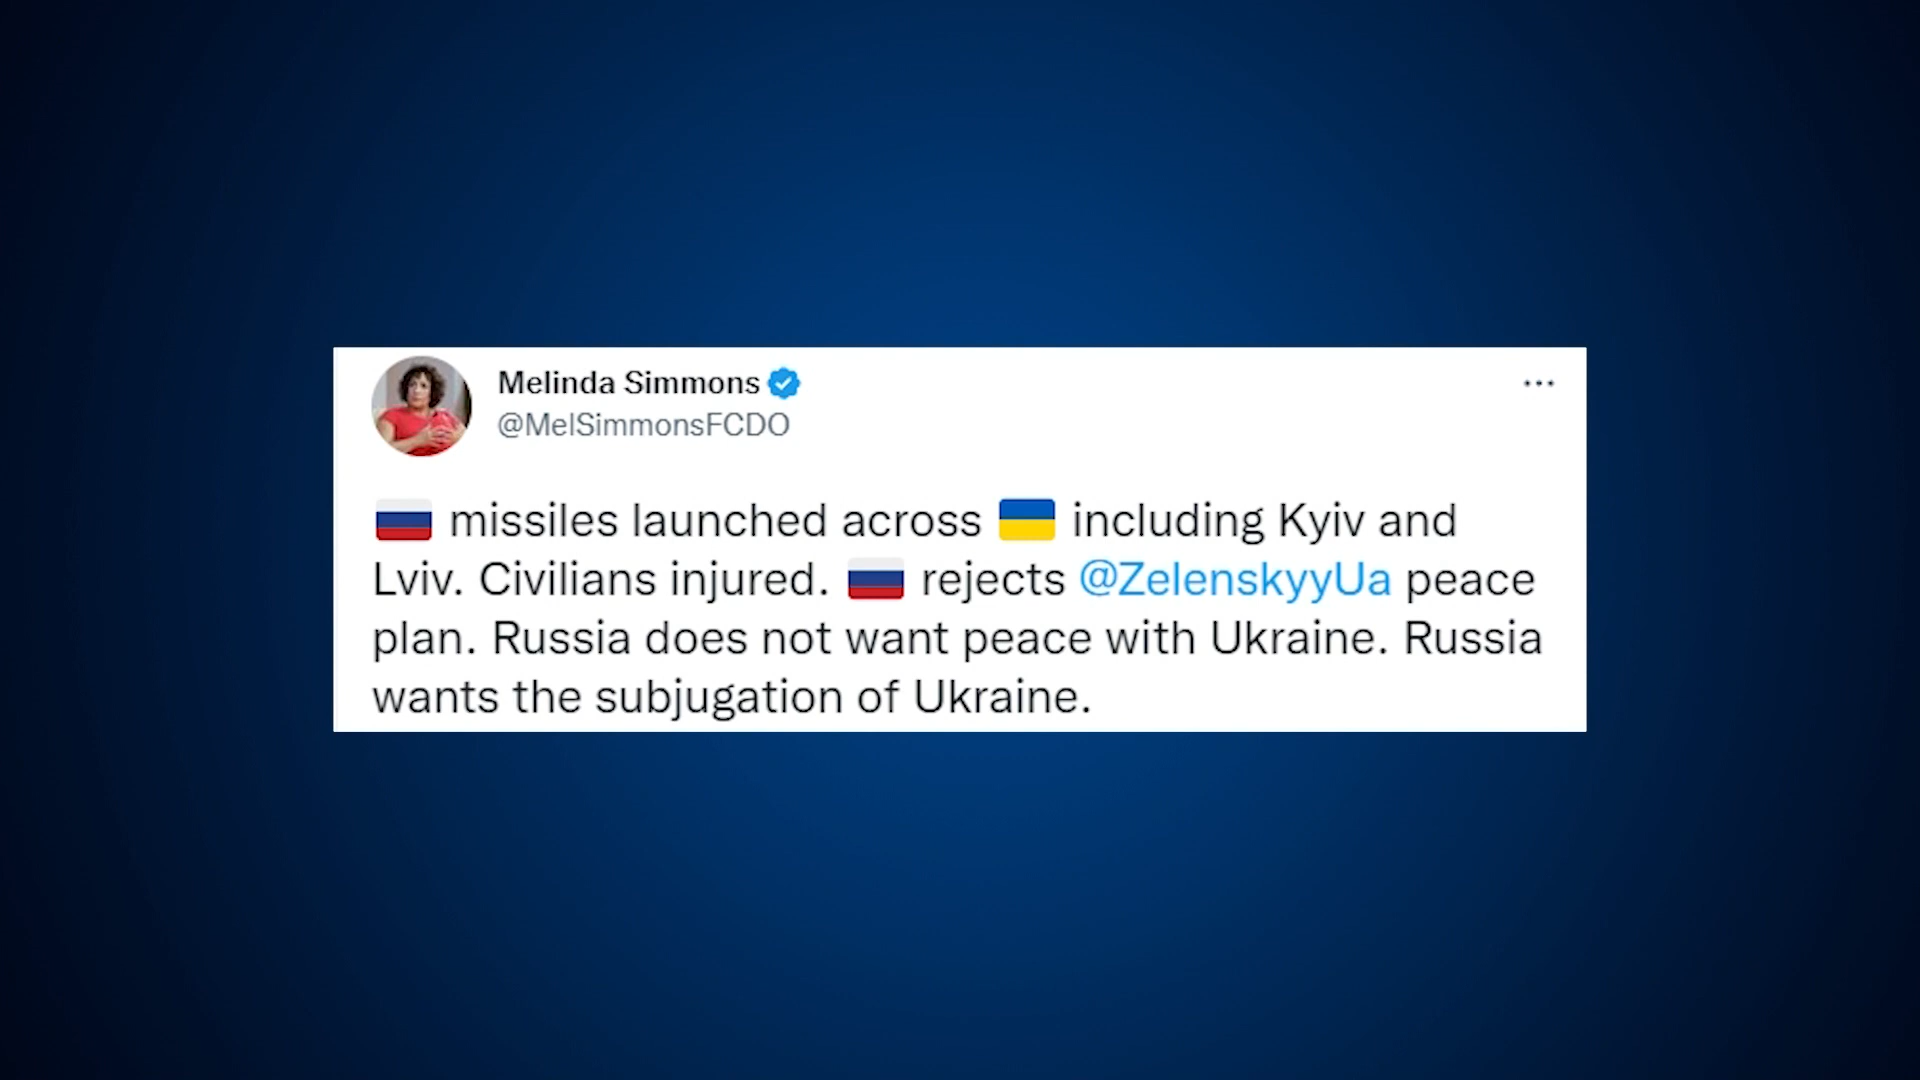 Melinda Simmons
@MelSimmonsFCDO
🇷🇺 missiles launched across 🇺🇦 including Kyiv and
Lviv. Civilians injured. 🇷🇺 rejects @ZelenskyyUa peace
plan. Russia does not want peace with Ukraine. Russia
wants the subjugation of Ukraine.